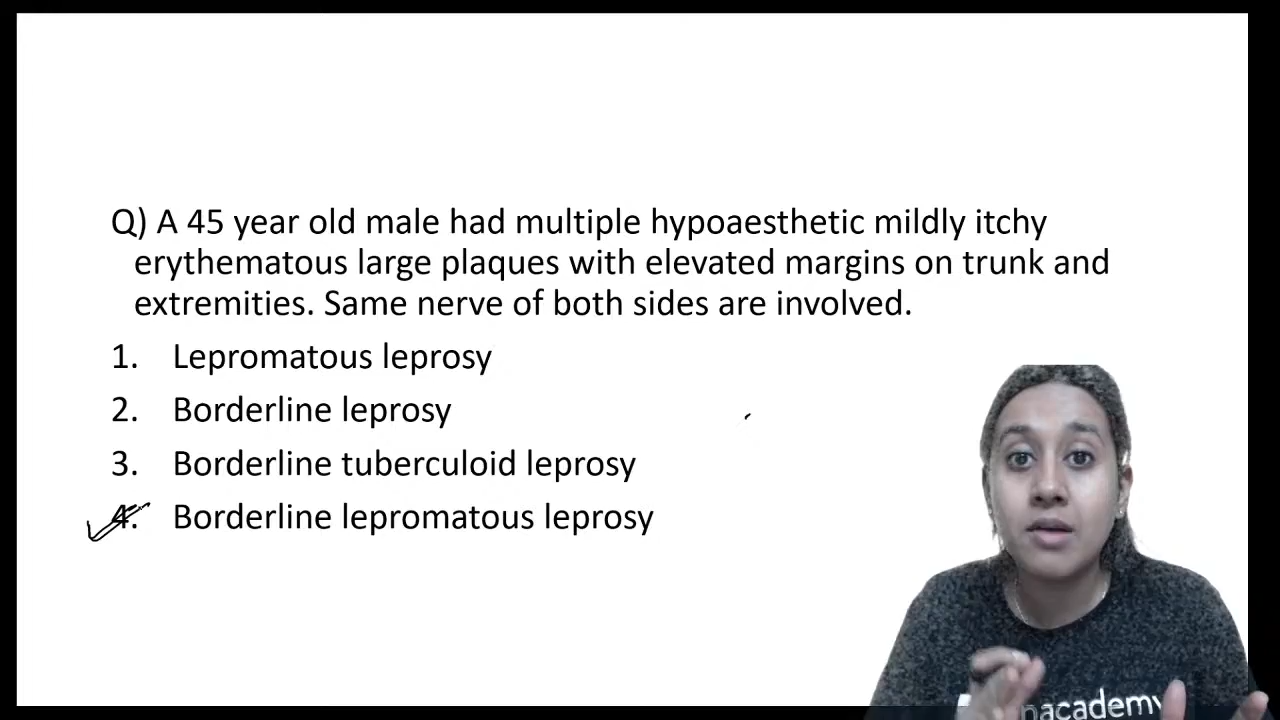 Q) A 45 year old male had multiple hypoaesthetic mildly itchy
erythematous large plaques with elevated margins on trunk and
extremities. Same nerve of both sides are involved.
1. Lepromatous leprosy
2. Borderline leprosy
3. Borderline tuberculoid leprosy
4. Borderline lepromatous leprosy
nacademy